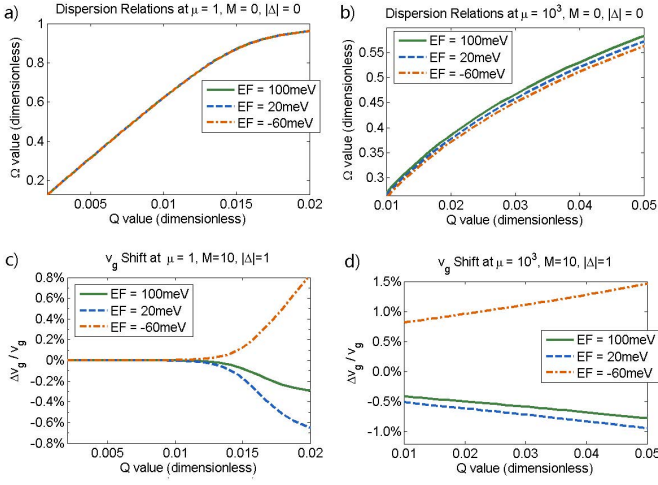 a) Dispersion Relations at μ = 1, M = 0, |Δ| = 0
Ω value (dimensionless)
1
0.8
0.6
0.4
0.2
EF = 100meV
EF = 20meV
EF = -60meV
0.005 0.01 0.015 0.02
Q value (dimensionless)
b) Dispersion Relations at μ = 10³, M = 0, |Δ| = 0
Ω value (dimensionless)
0.55
0.5
0.45
0.4
0.35
0.3
EF = 100meV
EF = 20meV
EF = -60meV
0.01 0.02 0.03 0.04 0.05
Q value (dimensionless)
c) vg Shift at μ = 1, M=10, |Δ|=1
Δvg / vg
0.8%
0.6%
0.4%
0.2%
0%
-0.2%
-0.4%
-0.6%
-0.8%
EF = 100meV
EF = 20meV
EF = -60meV
0.005 0.01 0.015 0.02
Q value (dimensionless)
d) vg Shift at μ = 10³, M=10, |Δ|=1
Δvg / vg
1.5%
1.0%
0.5%
0.0%
-0.5%
-1.0%
EF = 100meV
EF = 20meV
EF = -60meV
0.01 0.02 0.03 0.04 0.05
Q value (dimensionless)